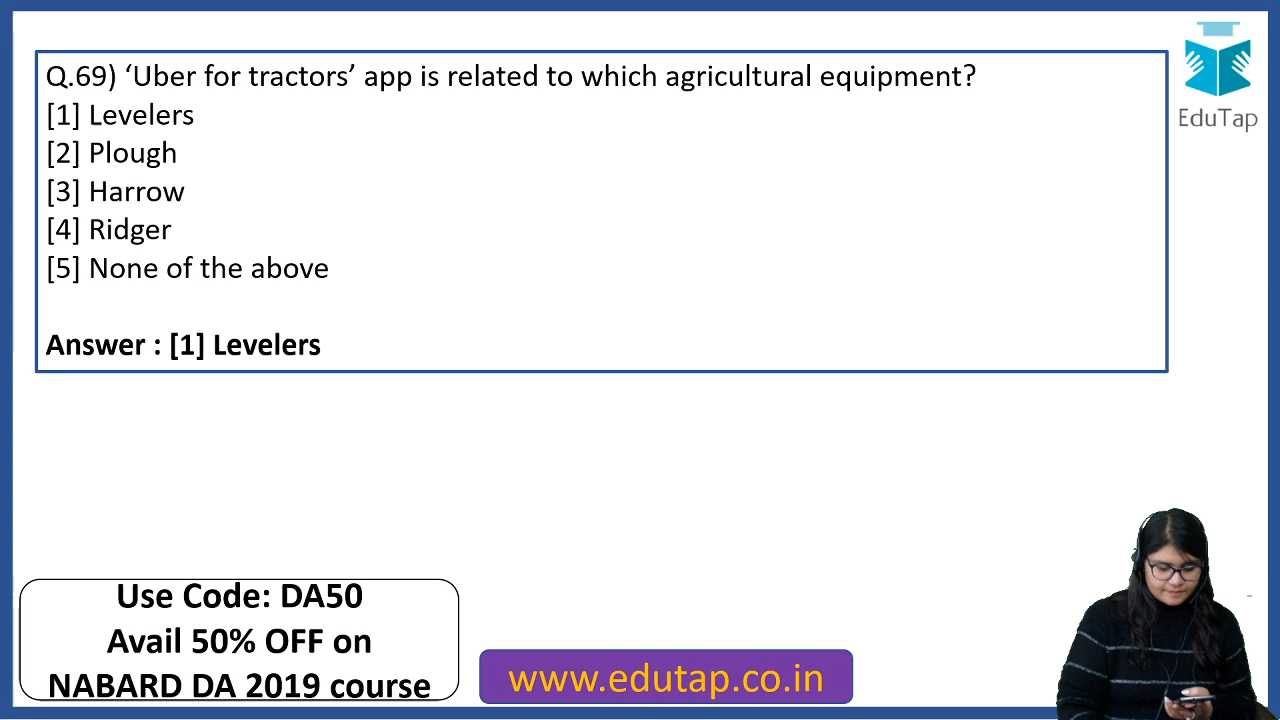 Q.69) ‘Uber for tractors’ app is related to which agricultural equipment?
[1] Levelers
[2] Plough
[3] Harrow
[4] Ridger
[5] None of the above
Answer : [1] Levelers
EduTap
Use Code: DA50
Avail 50% OFF on
NABARD DA 2019 course
www.edutap.co.in